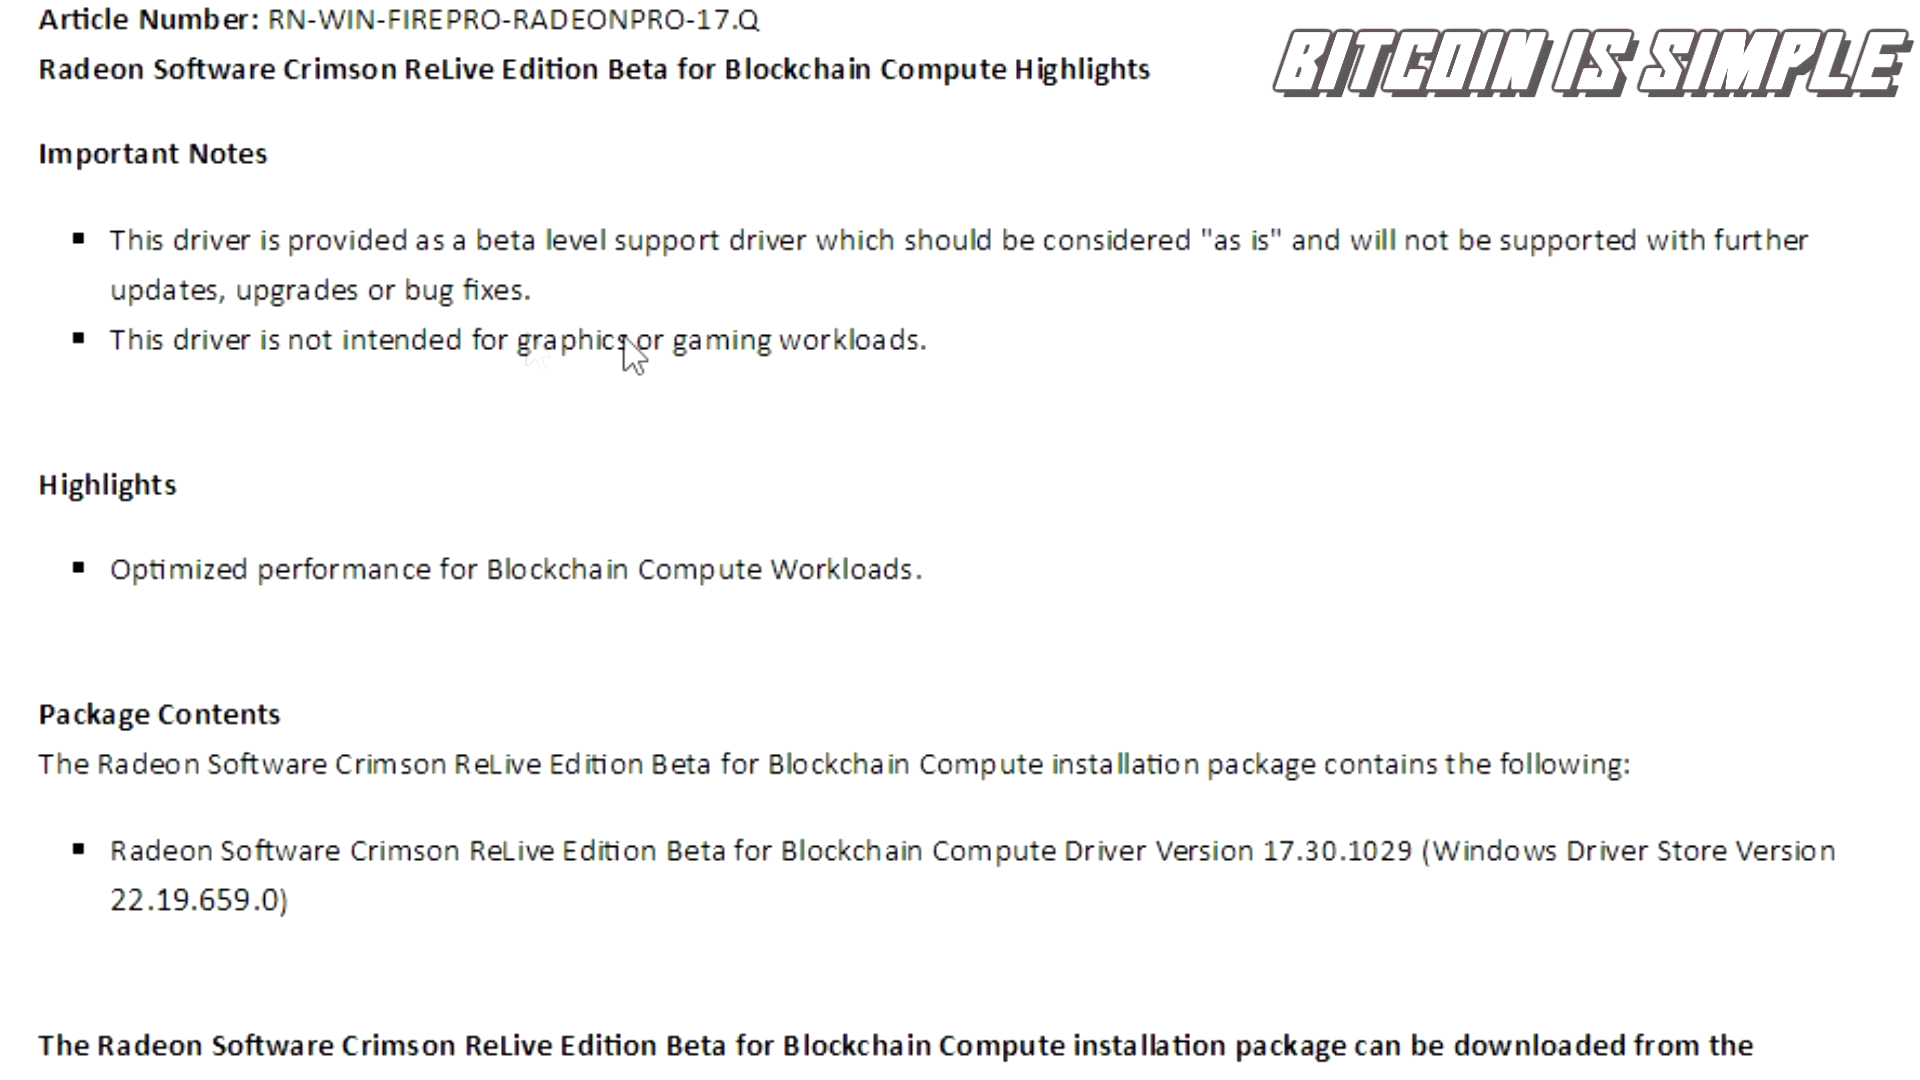 Article Number: RN-WIN-FIREPRO-RADEONPRO-17.Q
BITCOIN IS SIMPLE
Radeon Software Crimson ReLive Edition Beta for Blockchain Compute Highlights
Important Notes
▪ This driver is provided as a beta level support driver which should be considered "as is" and will not be supported with further
updates, upgrades or bug fixes.
▪ This driver is not intended for graphics or gaming workloads.
Highlights
▪ Optimized performance for Blockchain Compute Workloads.
Package Contents
The Radeon Software Crimson ReLive Edition Beta for Blockchain Compute installation package contains the following:
▪ Radeon Software Crimson ReLive Edition Beta for Blockchain Compute Driver Version 17.30.1029 (Windows Driver Store Version
22.19.659.0)
The Radeon Software Crimson ReLive Edition Beta for Blockchain Compute installation package can be downloaded from the